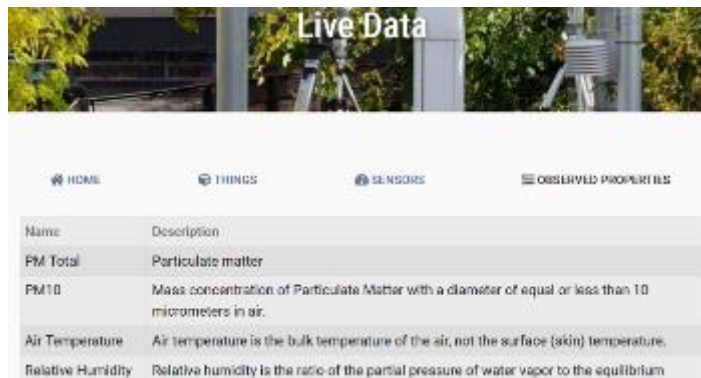 Live Data
HOME THINGS SENSORS OBSERVED PROPERTIES
Name Description
PM Total Particulate matter
PM10 Mass concentration of Particulate Matter with a diameter of equal or less than 10
micrometers in air.
Air Temperature Air temperature is the bulk temperature of the air, not the surface (skin) temperature.
Relative Humidity Relative humidity is the ratio of the partial pressure of water vapor to the equilibrium